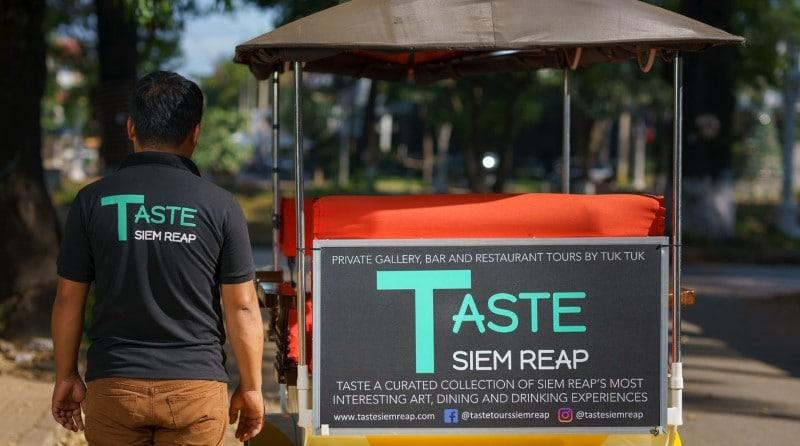 TASTE
SIEM REAP
PRIVATE GALLERY, BAR AND RESTAURANT TOURS BY TUK TUK
TASTE
SIEM REAP
TASTE A CURATED COLLECTION OF SIEM REAP'S MOST
INTERESTING ART, DINING AND DRINKING EXPERIENCES
www.tastesiemreap.com @tastetourssiemreap @tastesiemreap